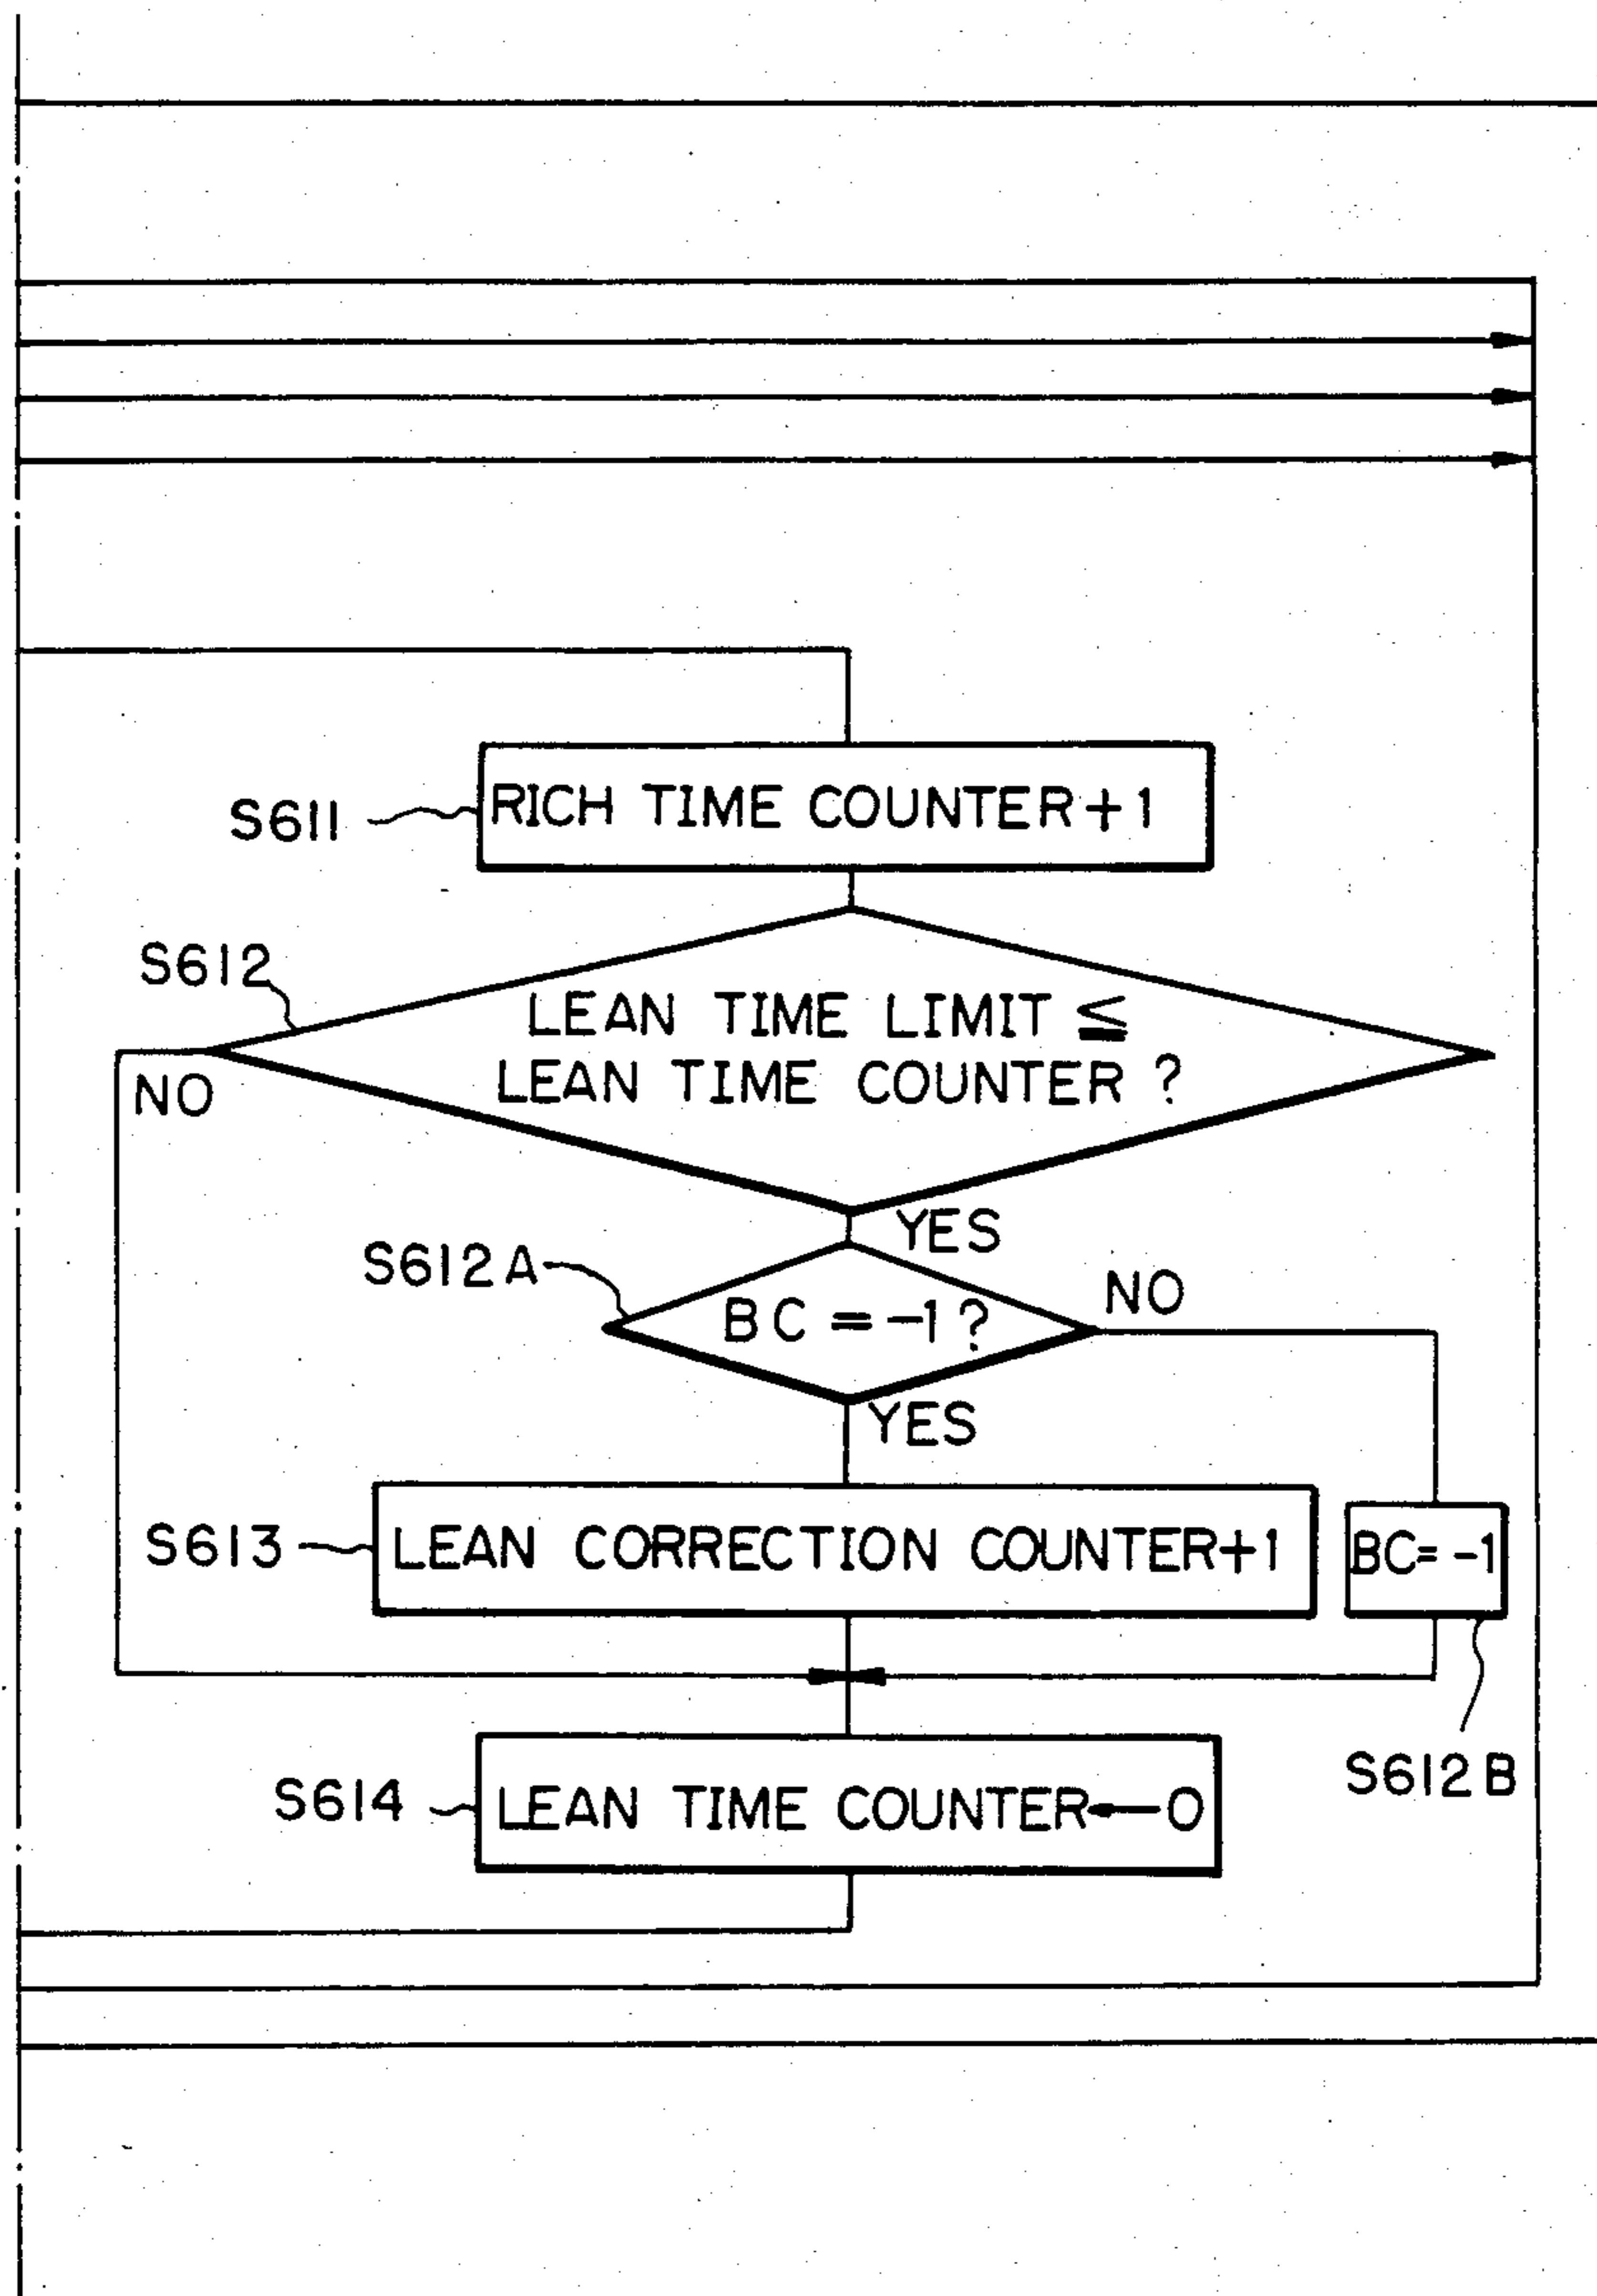 S611
RICH TIME COUNTER+1
S612
LEAN TIME LIMIT ≦
LEAN TIME COUNTER ?
NO
YES
S612A
BC = -1 ?
NO
YES
S613
LEAN CORRECTION COUNTER+1
BC= -1
S612B
S614
LEAN TIME COUNTER←0